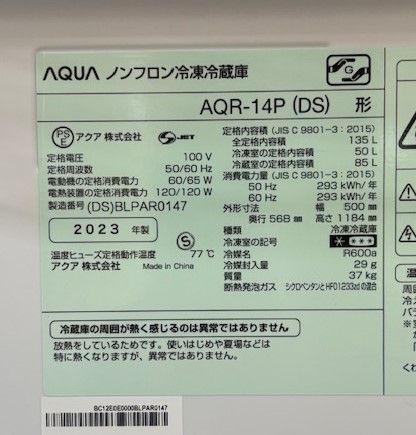 AQUA ノンフロン冷凍冷蔵庫
G
AQR-14P (DS) 形
PS E アクア 株式会社 S-JET
定格電圧 100 V
定格周波数 50/60 Hz
電動機の定格消費電力 60/65 W
電熱装置の定格消費電力 120/120 W
製造番号 (DS)BLPAR0147
2023 年製
S
温度ヒューズ定格動作温度 77℃
アクア 株式会社 Made in China
定格内容積 (JIS C 9801-3:2015)
全定格内容積 135 L
冷凍室の定格内容積 50 L
冷蔵室の定格内容積 85 L
消費電力量 (JIS C 9801-3:2015)
50 Hz 293 kWh/年
60 Hz 293 kWh/年
外形寸法 幅 500 mm
奥行 568 mm 高さ 1184 mm
種類 冷凍冷蔵庫
冷凍室の記号
冷媒名 R600a
冷媒封入量 29 g
質量 37 kg
断熱発泡ガス シクロペンタンとHFO1233zdの混合
冷蔵庫の周囲が熱く感じるのは異常ではありません
放熱をしているためです。使いはじめや夏場などは
特に熱くなりますが、異常ではありません。
BC12EIDE0000BLPAR0147